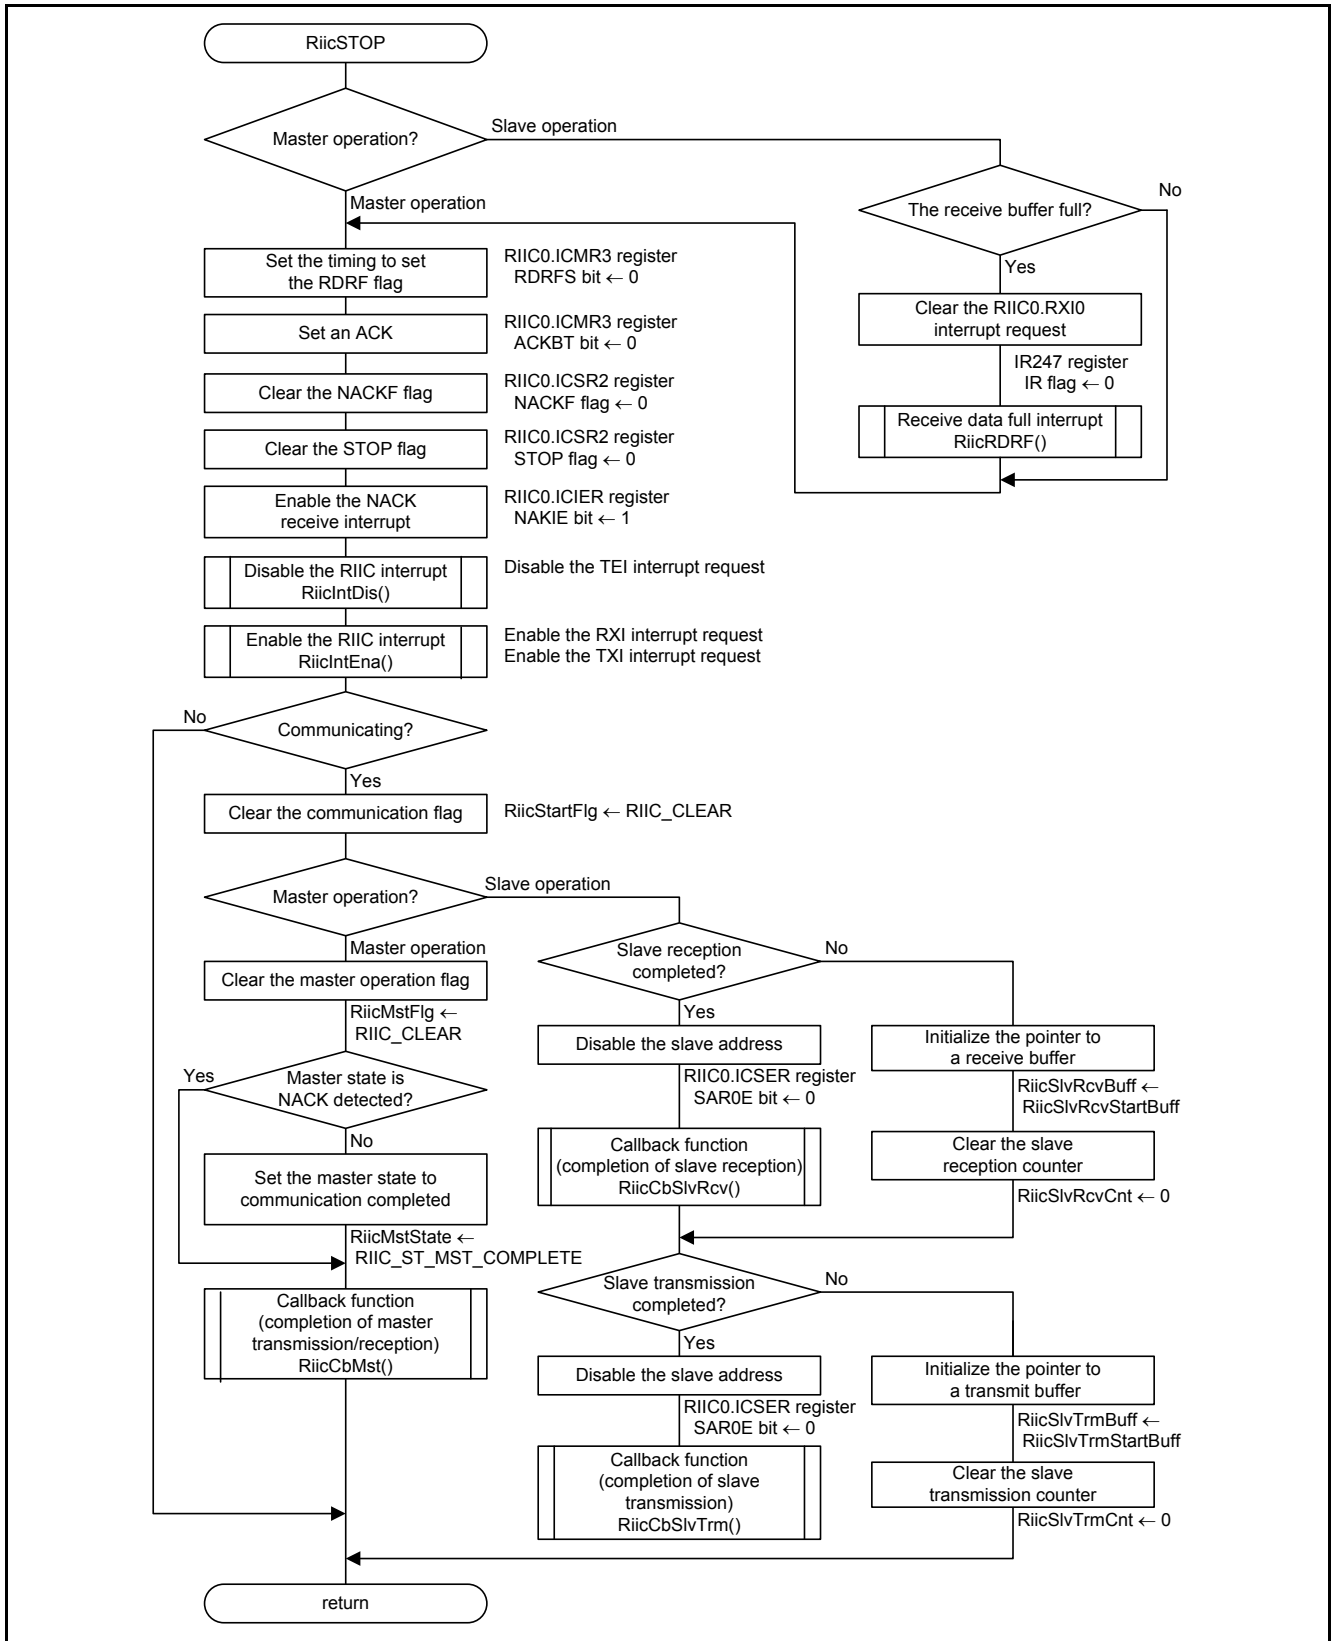 RiicSTOP
Master operation?
Slave operation
Master operation
The receive buffer full?
No
Yes
Clear the RIIC0.RXI0
interrupt request
IR247 register
IR flag ← 0
Receive data full interrupt
RiicRDRF()
Set the timing to set
the RDRF flag
RIIC0.ICMR3 register
RDRFS bit ← 0
Set an ACK
RIIC0.ICMR3 register
ACKBT bit ← 0
Clear the NACKF flag
RIIC0.ICSR2 register
NACKF flag ← 0
Clear the STOP flag
RIIC0.ICSR2 register
STOP flag ← 0
Enable the NACK
receive interrupt
RIIC0.ICIER register
NAKIE bit ← 1
Disable the RIIC interrupt
RiicIntDis()
Disable the TEI interrupt request
Enable the RIIC interrupt
RiicIntEna()
Enable the RXI interrupt request
Enable the TXI interrupt request
Communicating?
No
Yes
Clear the communication flag
RiicStartFlg ← RIIC_CLEAR
Master operation?
Slave operation
Master operation
Clear the master operation flag
RiicMstFlg ←
RIIC_CLEAR
Master state is
NACK detected?
Yes
No
Set the master state to
communication completed
RiicMstState ←
RIIC_ST_MST_COMPLETE
Callback function
(completion of master
transmission/reception)
RiicCbMst()
Slave reception
completed?
No
Yes
Disable the slave address
RIIC0.ICSER register
SAR0E bit ← 0
Callback function
(completion of slave reception)
RiicCbSlvRcv()
Initialize the pointer to
a receive buffer
RiicSlvRcvBuff ←
RiicSlvRcvStartBuff
Clear the slave
reception counter
RiicSlvRcvCnt ← 0
Slave transmission
completed?
No
Yes
Disable the slave address
RIIC0.ICSER register
SAR0E bit ← 0
Callback function
(completion of slave
transmission)
RiicCbSlvTrm()
Initialize the pointer to
a transmit buffer
RiicSlvTrmBuff ←
RiicSlvTrmStartBuff
Clear the slave
transmission counter
RiicSlvTrmCnt ← 0
return